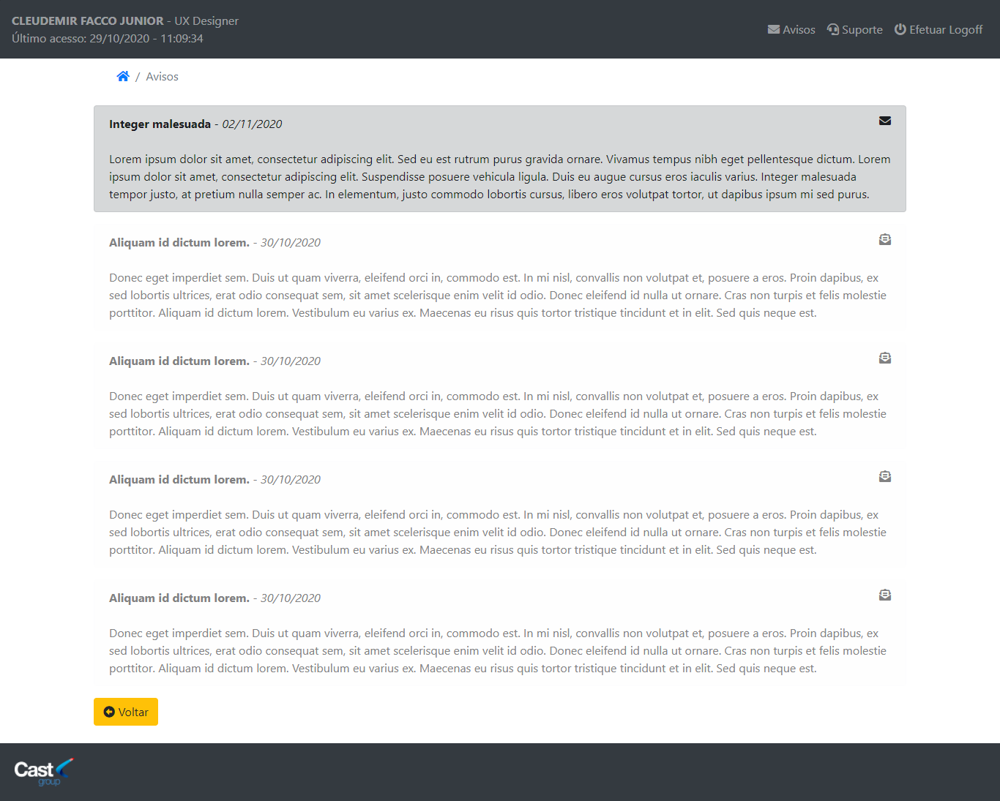 CLEUDEMIR FACCO JUNIOR - UX Designer
Último acesso: 29/10/2020 - 11:09:34
Avisos Suporte Efetuar Logoff
/ Avisos
Integer malesuada - 02/11/2020
Lorem ipsum dolor sit amet, consectetur adipiscing elit. Sed eu est rutrum purus gravida ornare. Vivamus tempus nibh eget pellentesque dictum. Lorem
ipsum dolor sit amet, consectetur adipiscing elit. Suspendisse posuere vehicula ligula. Duis eu augue cursus eros iaculis varius. Integer malesuada
tempor justo, at pretium nulla semper ac. In elementum, justo commodo lobortis cursus, libero eros volutpat tortor, ut dapibus ipsum mi sed purus.
Aliquam id dictum lorem. - 30/10/2020
Donec eget imperdiet sem. Duis ut quam viverra, eleifend orci in, commodo est. In mi nisl, convallis non volutpat et, posuere a eros. Proin dapibus, ex
sed lobortis ultrices, erat odio consequat sem, sit amet scelerisque enim velit id odio. Donec eleifend id nulla ut ornare. Cras non turpis et felis molestie
porttitor. Aliquam id dictum lorem. Vestibulum eu varius ex. Maecenas eu risus quis tortor tristique tincidunt et in elit. Sed quis neque est.
Aliquam id dictum lorem. - 30/10/2020
Donec eget imperdiet sem. Duis ut quam viverra, eleifend orci in, commodo est. In mi nisl, convallis non volutpat et, posuere a eros. Proin dapibus, ex
sed lobortis ultrices, erat odio consequat sem, sit amet scelerisque enim velit id odio. Donec eleifend id nulla ut ornare. Cras non turpis et felis molestie
porttitor. Aliquam id dictum lorem. Vestibulum eu varius ex. Maecenas eu risus quis tortor tristique tincidunt et in elit. Sed quis neque est.
Aliquam id dictum lorem. - 30/10/2020
Donec eget imperdiet sem. Duis ut quam viverra, eleifend orci in, commodo est. In mi nisl, convallis non volutpat et, posuere a eros. Proin dapibus, ex
sed lobortis ultrices, erat odio consequat sem, sit amet scelerisque enim velit id odio. Donec eleifend id nulla ut ornare. Cras non turpis et felis molestie
porttitor. Aliquam id dictum lorem. Vestibulum eu varius ex. Maecenas eu risus quis tortor tristique tincidunt et in elit. Sed quis neque est.
Aliquam id dictum lorem. - 30/10/2020
Donec eget imperdiet sem. Duis ut quam viverra, eleifend orci in, commodo est. In mi nisl, convallis non volutpat et, posuere a eros. Proin dapibus, ex
sed lobortis ultrices, erat odio consequat sem, sit amet scelerisque enim velit id odio. Donec eleifend id nulla ut ornare. Cras non turpis et felis molestie
porttitor. Aliquam id dictum lorem. Vestibulum eu varius ex. Maecenas eu risus quis tortor tristique tincidunt et in elit. Sed quis neque est.
Voltar
Cast
group